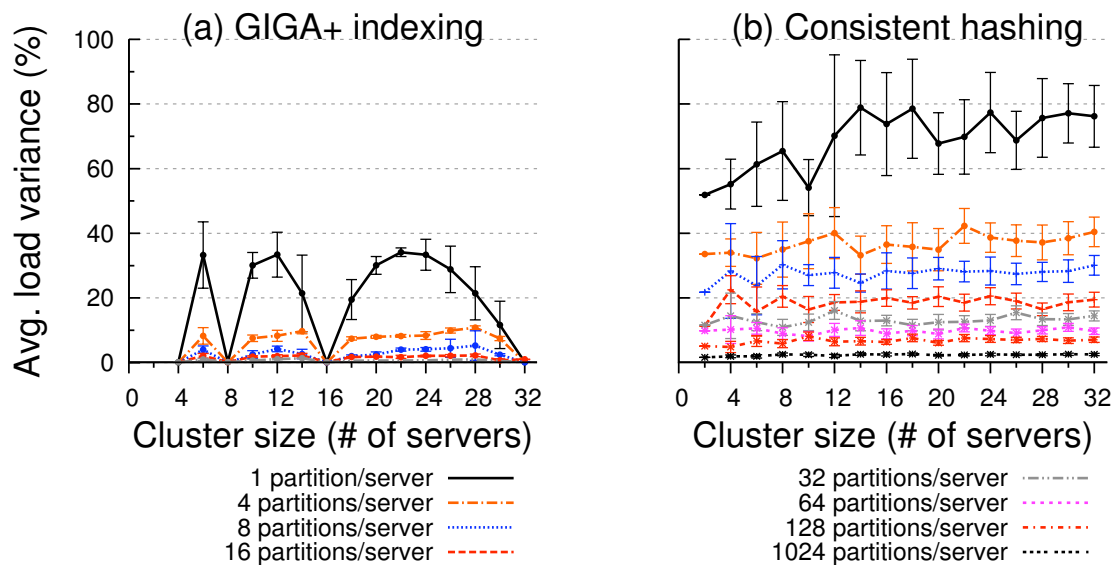 (a) GIGA+ indexing
(b) Consistent hashing
Avg. load variance (%)
100
80
60
40
20
0
0 4 8 12 16 20 24 28 32
0 4 8 12 16 20 24 28 32
Cluster size (# of servers)
Cluster size (# of servers)
1 partition/server
4 partitions/server
8 partitions/server
16 partitions/server
32 partitions/server
64 partitions/server
128 partitions/server
1024 partitions/server